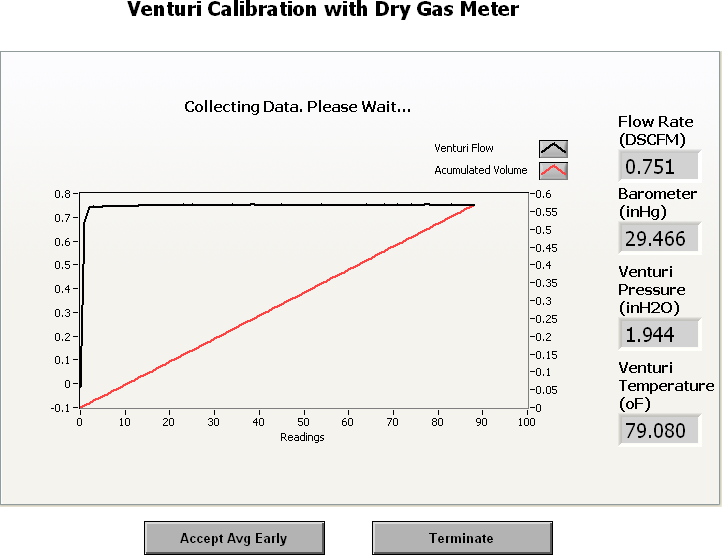 Venturi Calibration with Dry Gas Meter
Collecting Data. Please Wait...
Venturi Flow
Acumulated Volume
0.8
0.7
0.6
0.5
0.4
0.3
0.2
0.1
0
-0.1
0.6
0.55
0.5
0.45
0.4
0.35
0.3
0.25
0.2
0.15
0.1
0.05
0
0 10 20 30 40 50 60 70 80 90 100
Readings
Flow Rate
(DSCFM)
0.751
Barometer
(inHg)
29.466
Venturi
Pressure
(inH2O)
1.944
Venturi
Temperature
(oF)
79.080
Accept Avg Early
Terminate